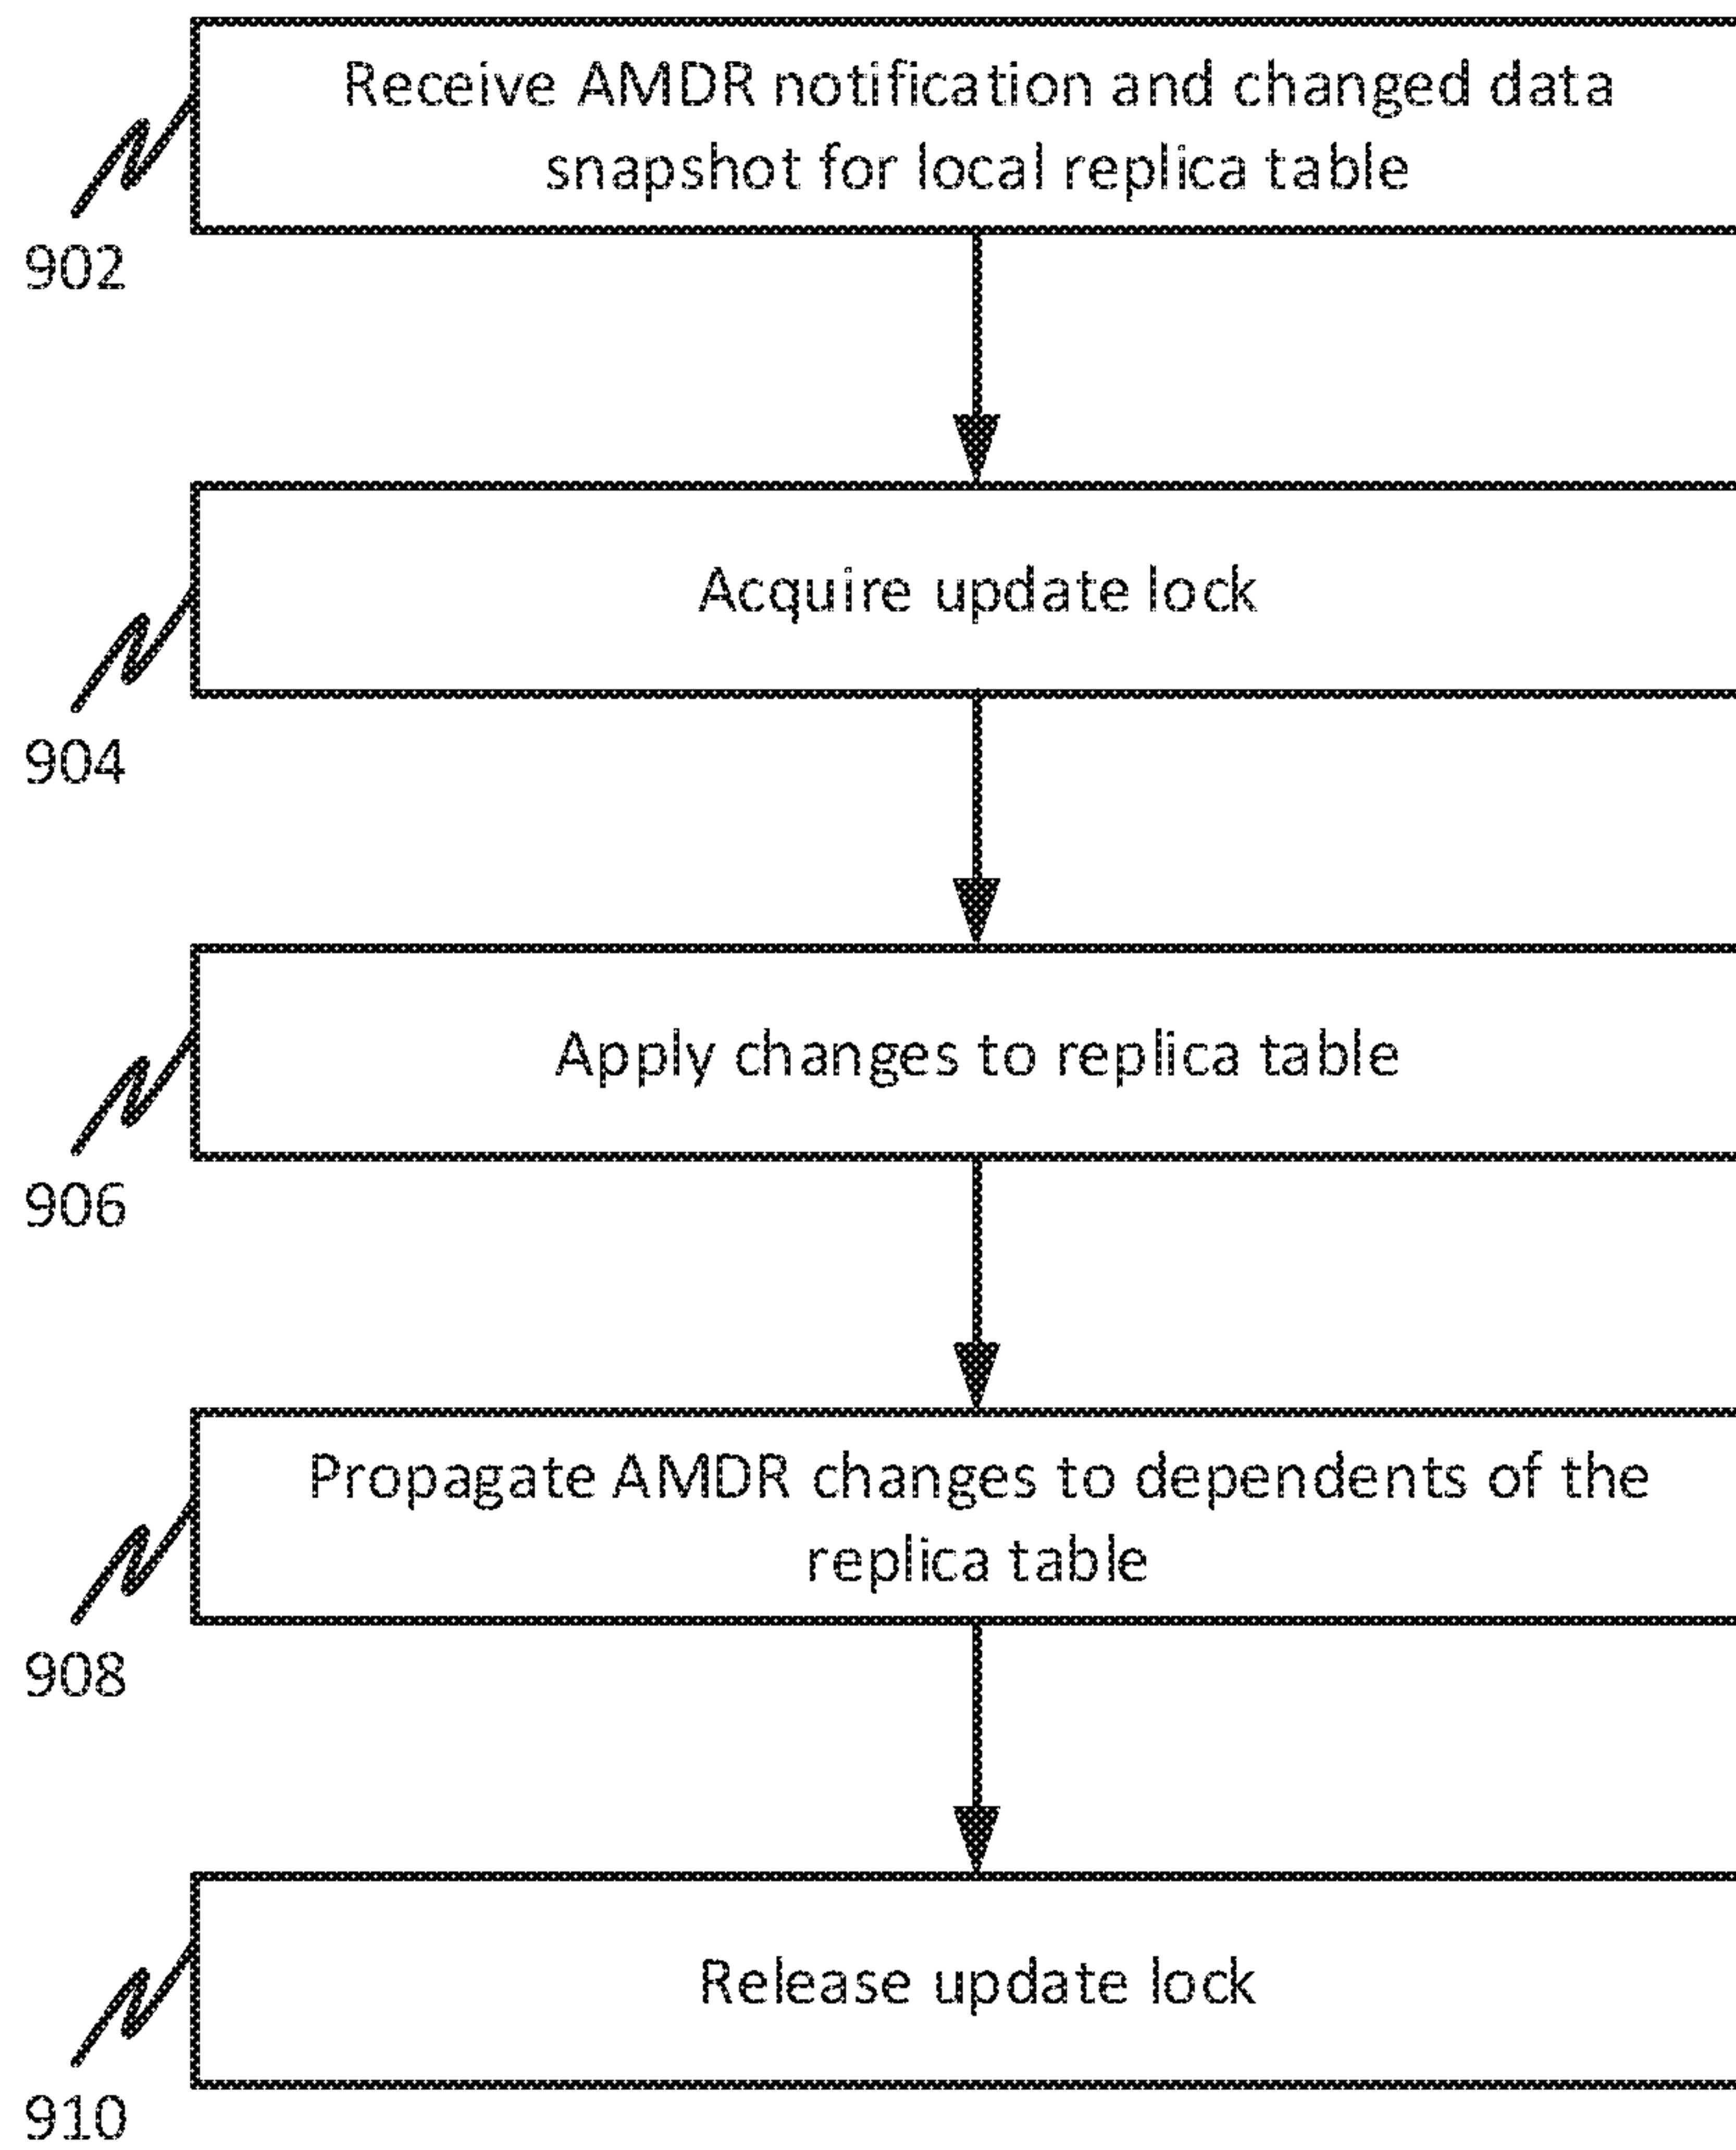 Receive AMDR notification and changed data
snapshot for local replica table
902
Acquire update lock
904
Apply changes to replica table
906
Propagate AMDR changes to dependents of the
replica table
908
Release update lock
910